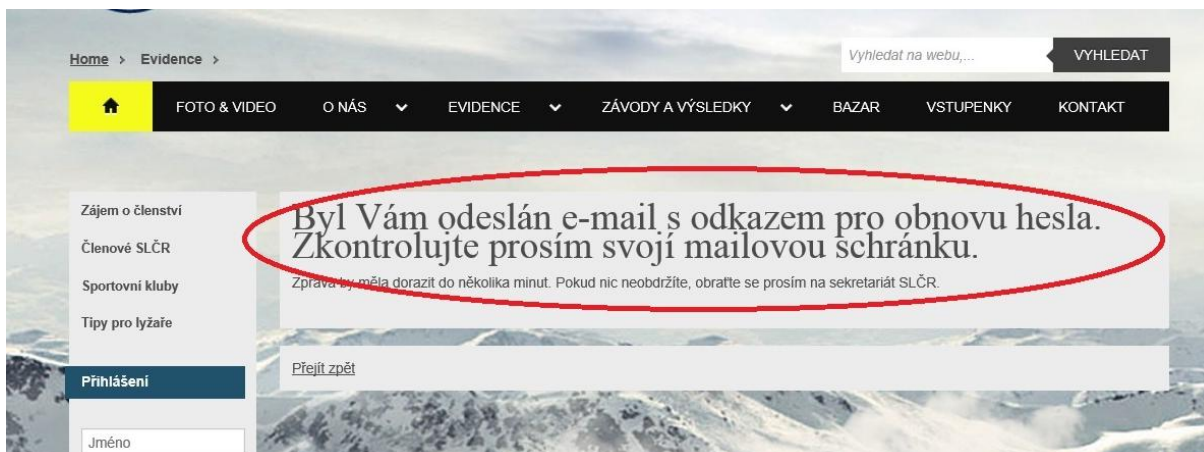 Home > Evidence >
Vyhledat na webu,...
VYHLEDAT
FOTO & VIDEO
O NÁS
EVIDENCE
ZÁVODY A VÝSLEDKY
BAZAR
VSTUPENKY
KONTAKT
Zájem o členství
Členové SLČR
Sportovní kluby
Tipy pro lyžaře
Přihlášení
Jméno
Byl Vám odeslán e-mail s odkazem pro obnovu hesla.
Zkontrolujte prosím svojí mailovou schránku.
Zpráva by měla dorazit do několika minut. Pokud nic neobdržíte, obraťte se prosím na sekretariát SLČR.
Přejít zpět